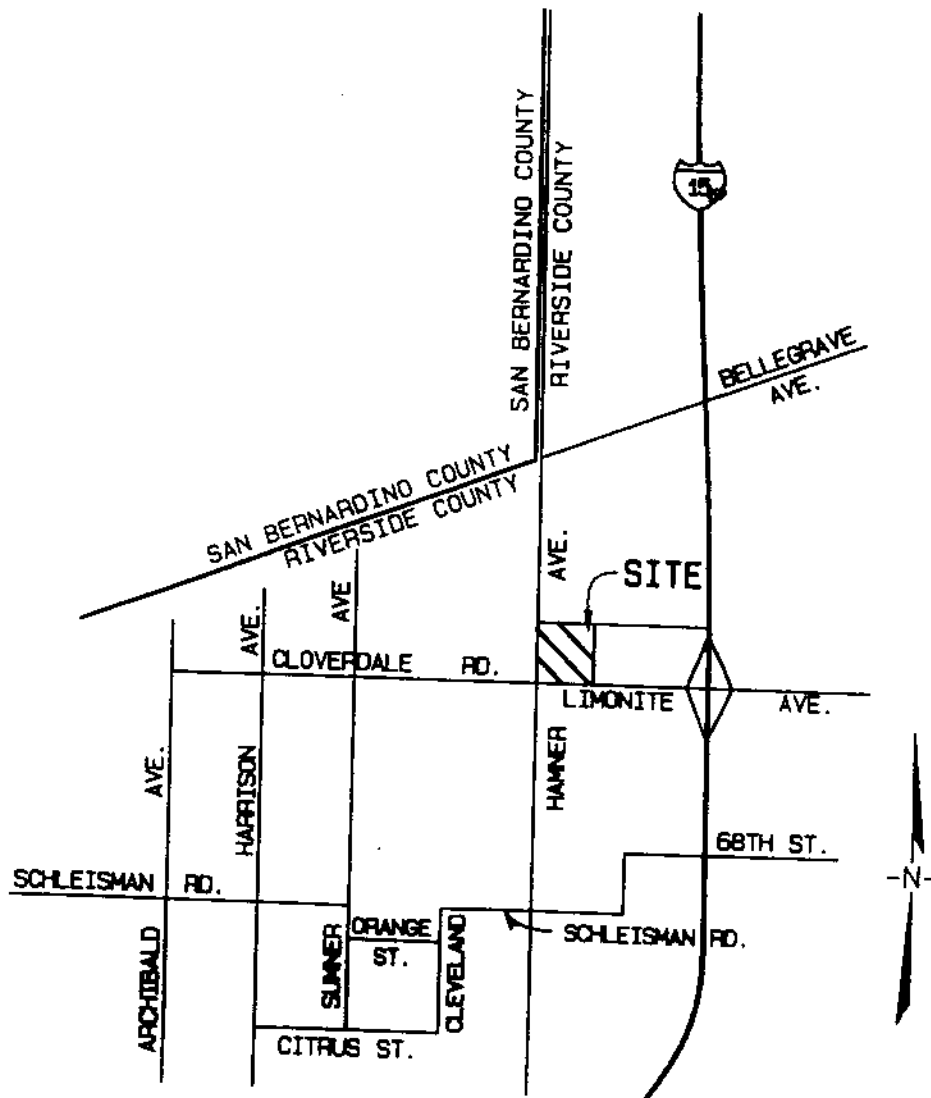 SAN BERNARDINO COUNTY
RIVERSIDE COUNTY
15
BELLEGRAVE
AVE.
SAN BERNARDINO COUNTY
RIVERSIDE COUNTY
AVE.
SITE
AVE.
AVE
CLOVERDALE RD.
LIMONITE AVE.
AVE.
HARRISON
HAMNER
68TH ST.
SCHLEISMAN RD.
-N-
ORANGE
ST.
SCHLEISMAN RD.
SUMNER
CLEVELAND
ARCHIBALD
CITRUS ST.